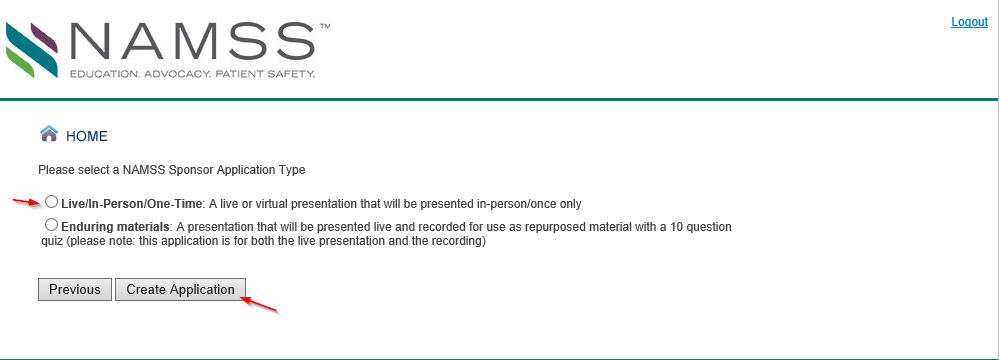 Logout
NAMSS™
EDUCATION. ADVOCACY. PATIENT SAFETY.
HOME
Please select a NAMSS Sponsor Application Type
Live/In-Person/One-Time: A live or virtual presentation that will be presented in-person/once only
Enduring materials: A presentation that will be presented live and recorded for use as repurposed material with a 10 question
quiz (please note: this application is for both the live presentation and the recording)
Previous Create Application